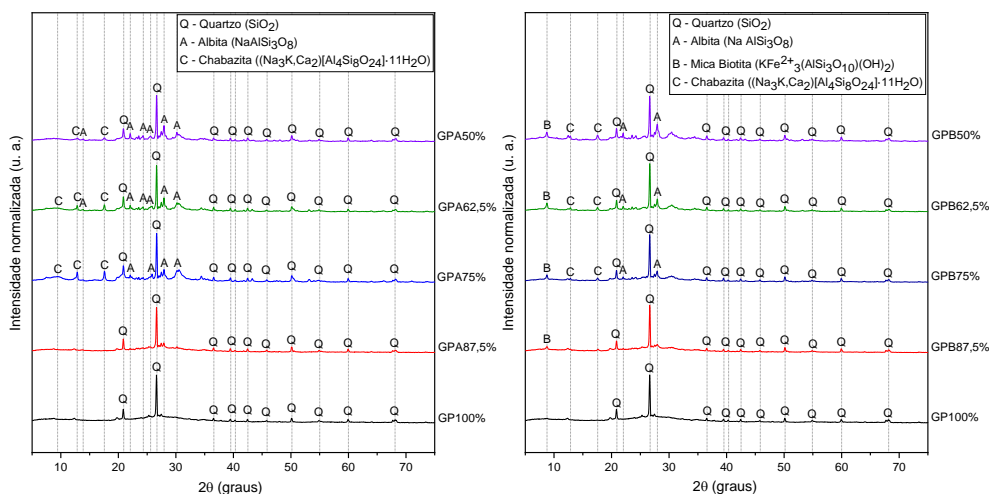 Q - Quartzo (SiO2)
A - Albita (NaAlSi3O8)
C - Chabazita ((Na3K,Ca2)[Al4Si8O24]·11H2O)
Intensidade normalizada (u. a.)
C A C Q A A A Q A A Q Q Q Q Q Q Q
GPA50%
C C A C Q A A A Q A A Q Q Q Q Q Q Q Q
GPA62,5%
C C C Q A A Q A A Q Q Q Q Q Q Q Q
GPA75%
Q Q Q Q Q Q Q Q Q Q
GPA87,5%
Q Q Q Q Q Q Q Q Q Q
GP100%
10 20 30 40 50 60 70
2θ (graus)
Q - Quartzo (SiO2)
A - Albita (Na AlSi3O8)
B - Mica Biotita (KFe2+3(AlSi3O10)(OH)2)
C - Chabazita ((Na3K,Ca2)[Al4Si8O24]·11H2O)
Intensidade normalizada (u. a.)
B C C Q A Q A Q Q Q Q Q Q Q Q
GPB50%
B C C Q A Q A Q Q Q Q Q Q Q Q
GPB62,5%
B C C Q A Q A Q Q Q Q Q Q Q Q
GPB75%
B Q Q Q Q Q Q Q Q Q Q
GPB87,5%
Q Q Q Q Q Q Q Q Q Q
GP100%
10 20 30 40 50 60 70
2θ (graus)